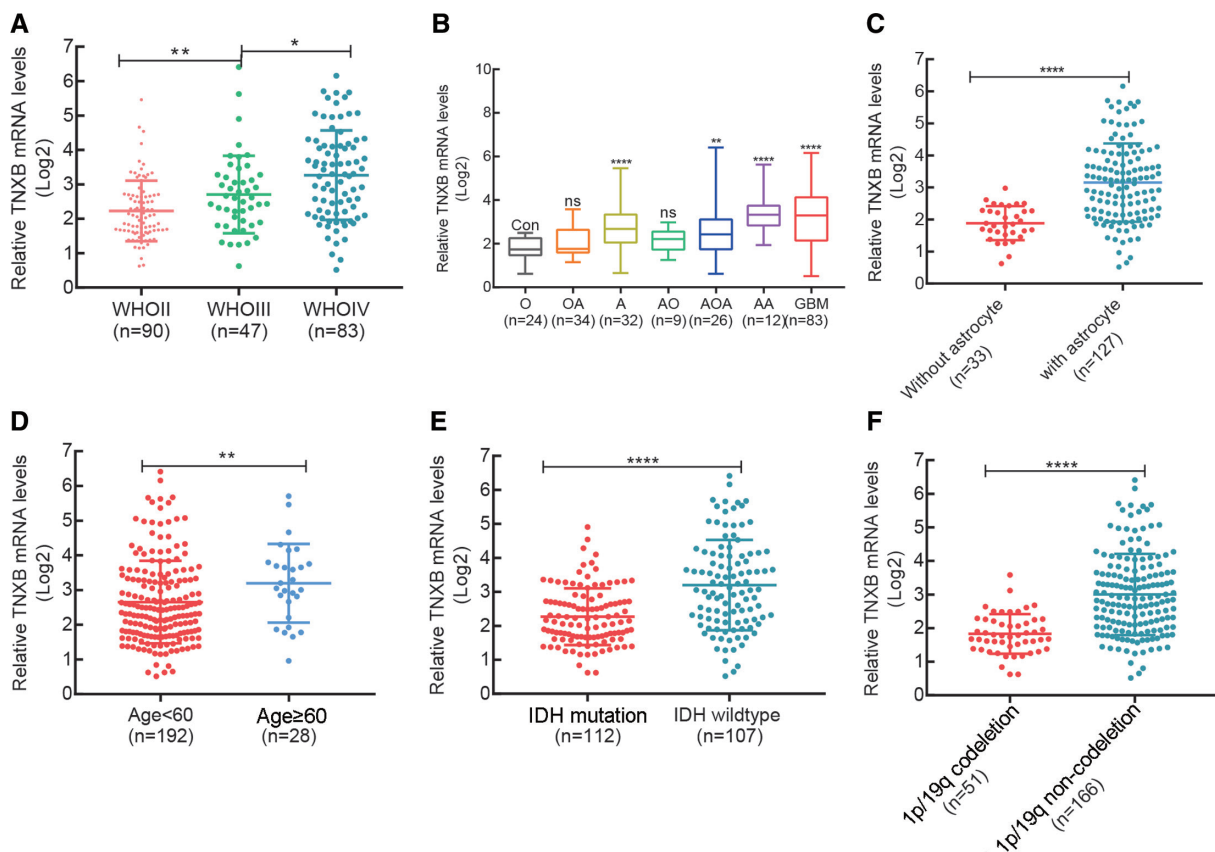 A
Relative TNXB mRNA levels
(Log2)
7
6
5
4
3
2
1
0
**
*
WHOII
(n=90)
WHOIII
(n=47)
WHOIV
(n=83)
B
Relative TNXB mRNA levels
(Log2)
10
8
6
4
2
0
Con
ns
****
ns
**
****
****
O
(n=24)
OA
(n=34)
A
(n=32)
AO
(n=9)
AOA
(n=26)
AA
(n=12)
GBM
(n=83)
C
Relative TNXB mRNA levels
(Log2)
7
6
5
4
3
2
1
0
****
Without astrocyte
(n=33)
with astrocyte
(n=127)
D
Relative TNXB mRNA levels
(Log2)
7
6
5
4
3
2
1
0
**
Age<60
(n=192)
Age≥60
(n=28)
E
Relative TNXB mRNA levels
(Log2)
7
6
5
4
3
2
1
0
****
IDH mutation
(n=112)
IDH wildtype
(n=107)
F
Relative TNXB mRNA levels
(Log2)
7
6
5
4
3
2
1
0
****
1p/19q codeletion
(n=51)
1p/19q non-codeletion
(n=166)